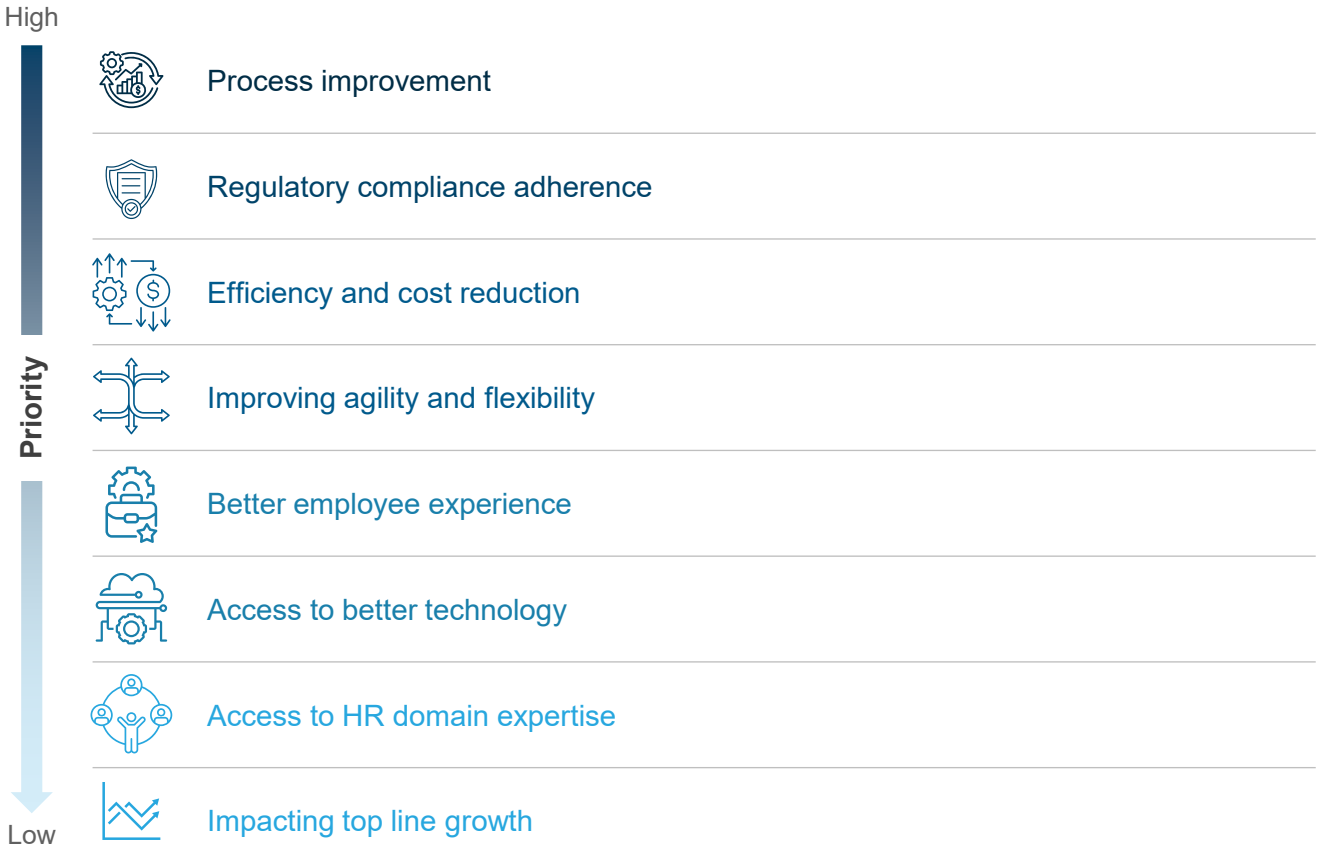 High
Process improvement
Regulatory compliance adherence
Efficiency and cost reduction
Priority
Improving agility and flexibility
Better employee experience
Access to better technology
Access to HR domain expertise
Impacting top line growth
Low